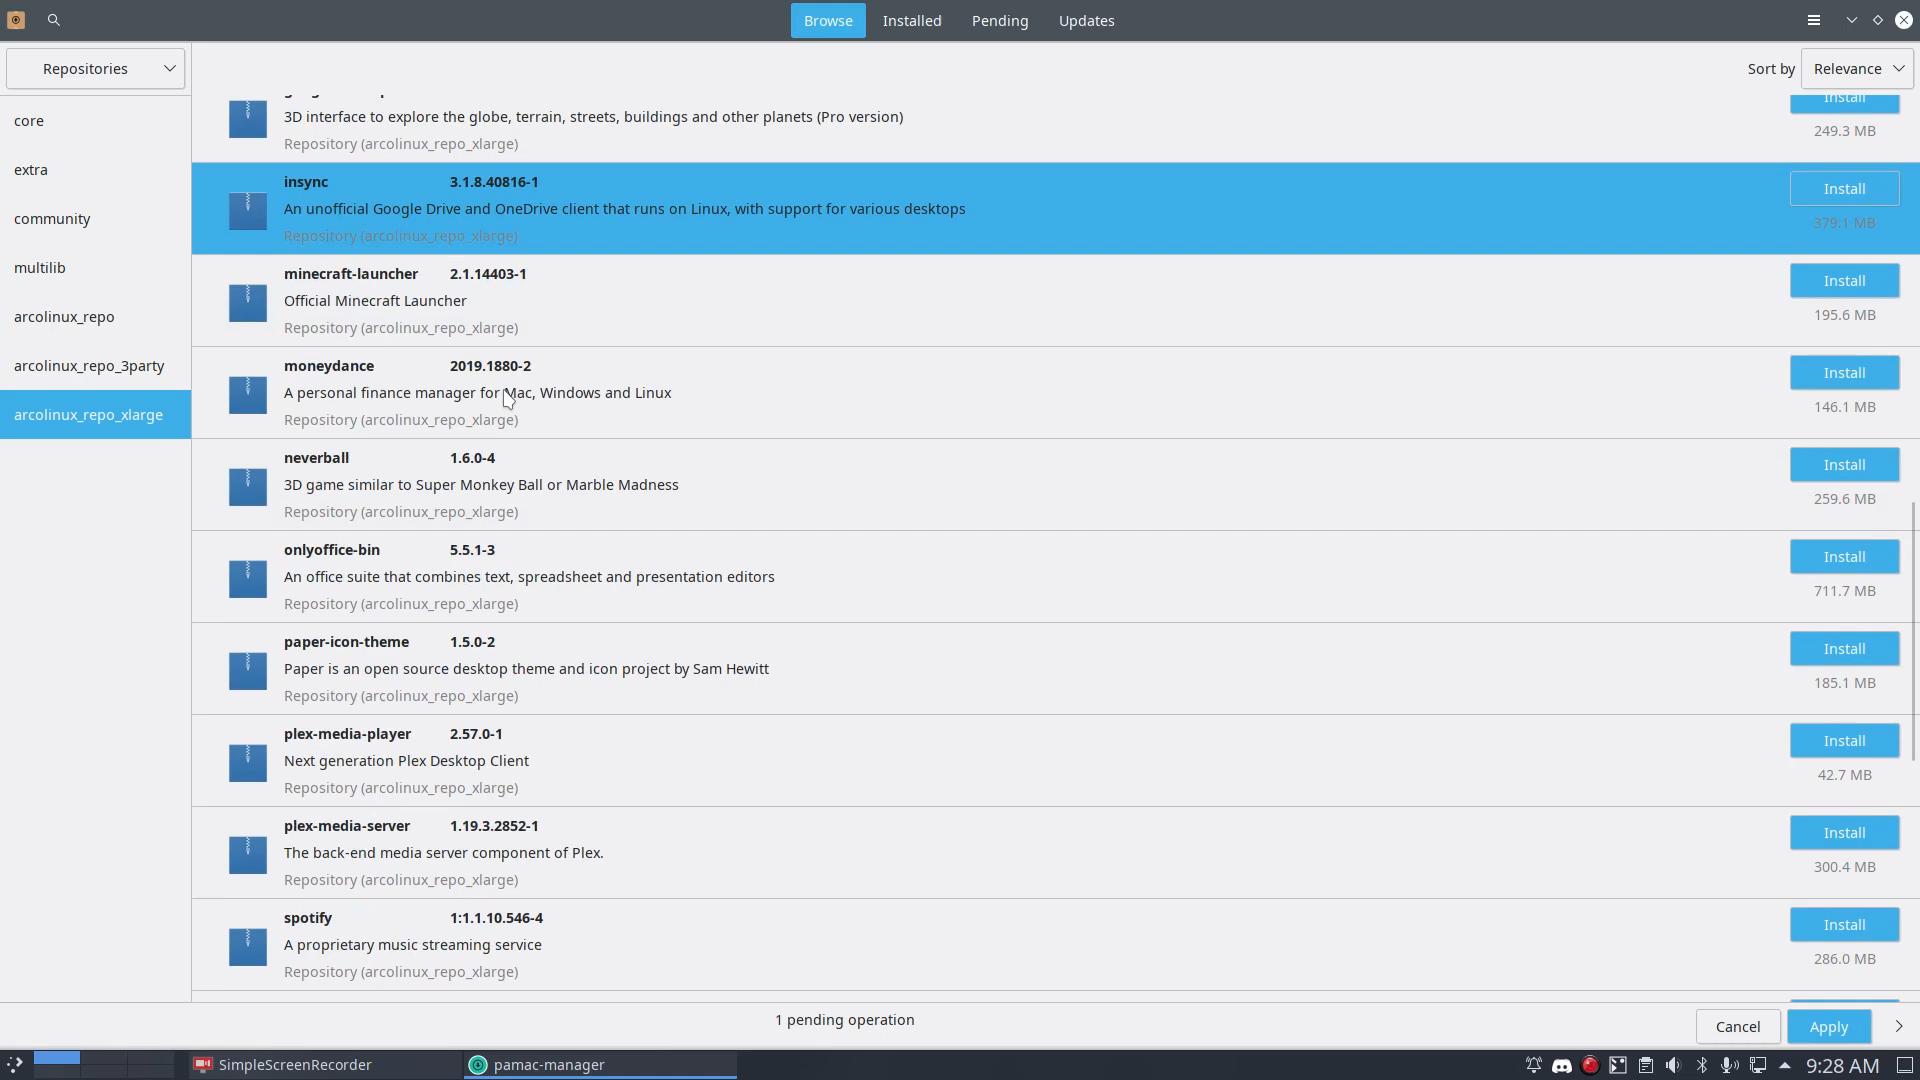 Browse
Installed
Pending
Updates
Repositories
Sort by
Relevance
core
extra
community
multilib
arcolinux_repo
arcolinux_repo_3party
arcolinux_repo_xlarge
3D interface to explore the globe, terrain, streets, buildings and other planets (Pro version)
Repository (arcolinux_repo_xlarge)
Install
249.3 MB
insync 3.1.8.40816-1
An unofficial Google Drive and OneDrive client that runs on Linux, with support for various desktops
Repository (arcolinux_repo_xlarge)
Install
379.1 MB
minecraft-launcher 2.1.14403-1
Official Minecraft Launcher
Repository (arcolinux_repo_xlarge)
Install
195.6 MB
moneydance 2019.1880-2
A personal finance manager for Mac, Windows and Linux
Repository (arcolinux_repo_xlarge)
Install
146.1 MB
neverball 1.6.0-4
3D game similar to Super Monkey Ball or Marble Madness
Repository (arcolinux_repo_xlarge)
Install
259.6 MB
onlyoffice-bin 5.5.1-3
An office suite that combines text, spreadsheet and presentation editors
Repository (arcolinux_repo_xlarge)
Install
711.7 MB
paper-icon-theme 1.5.0-2
Paper is an open source desktop theme and icon project by Sam Hewitt
Repository (arcolinux_repo_xlarge)
Install
185.1 MB
plex-media-player 2.57.0-1
Next generation Plex Desktop Client
Repository (arcolinux_repo_xlarge)
Install
42.7 MB
plex-media-server 1.19.3.2852-1
The back-end media server component of Plex.
Repository (arcolinux_repo_xlarge)
Install
300.4 MB
spotify 1:1.1.10.546-4
A proprietary music streaming service
Repository (arcolinux_repo_xlarge)
Install
286.0 MB
1 pending operation
Cancel
Apply
SimpleScreenRecorder
pamac-manager
9:28 AM